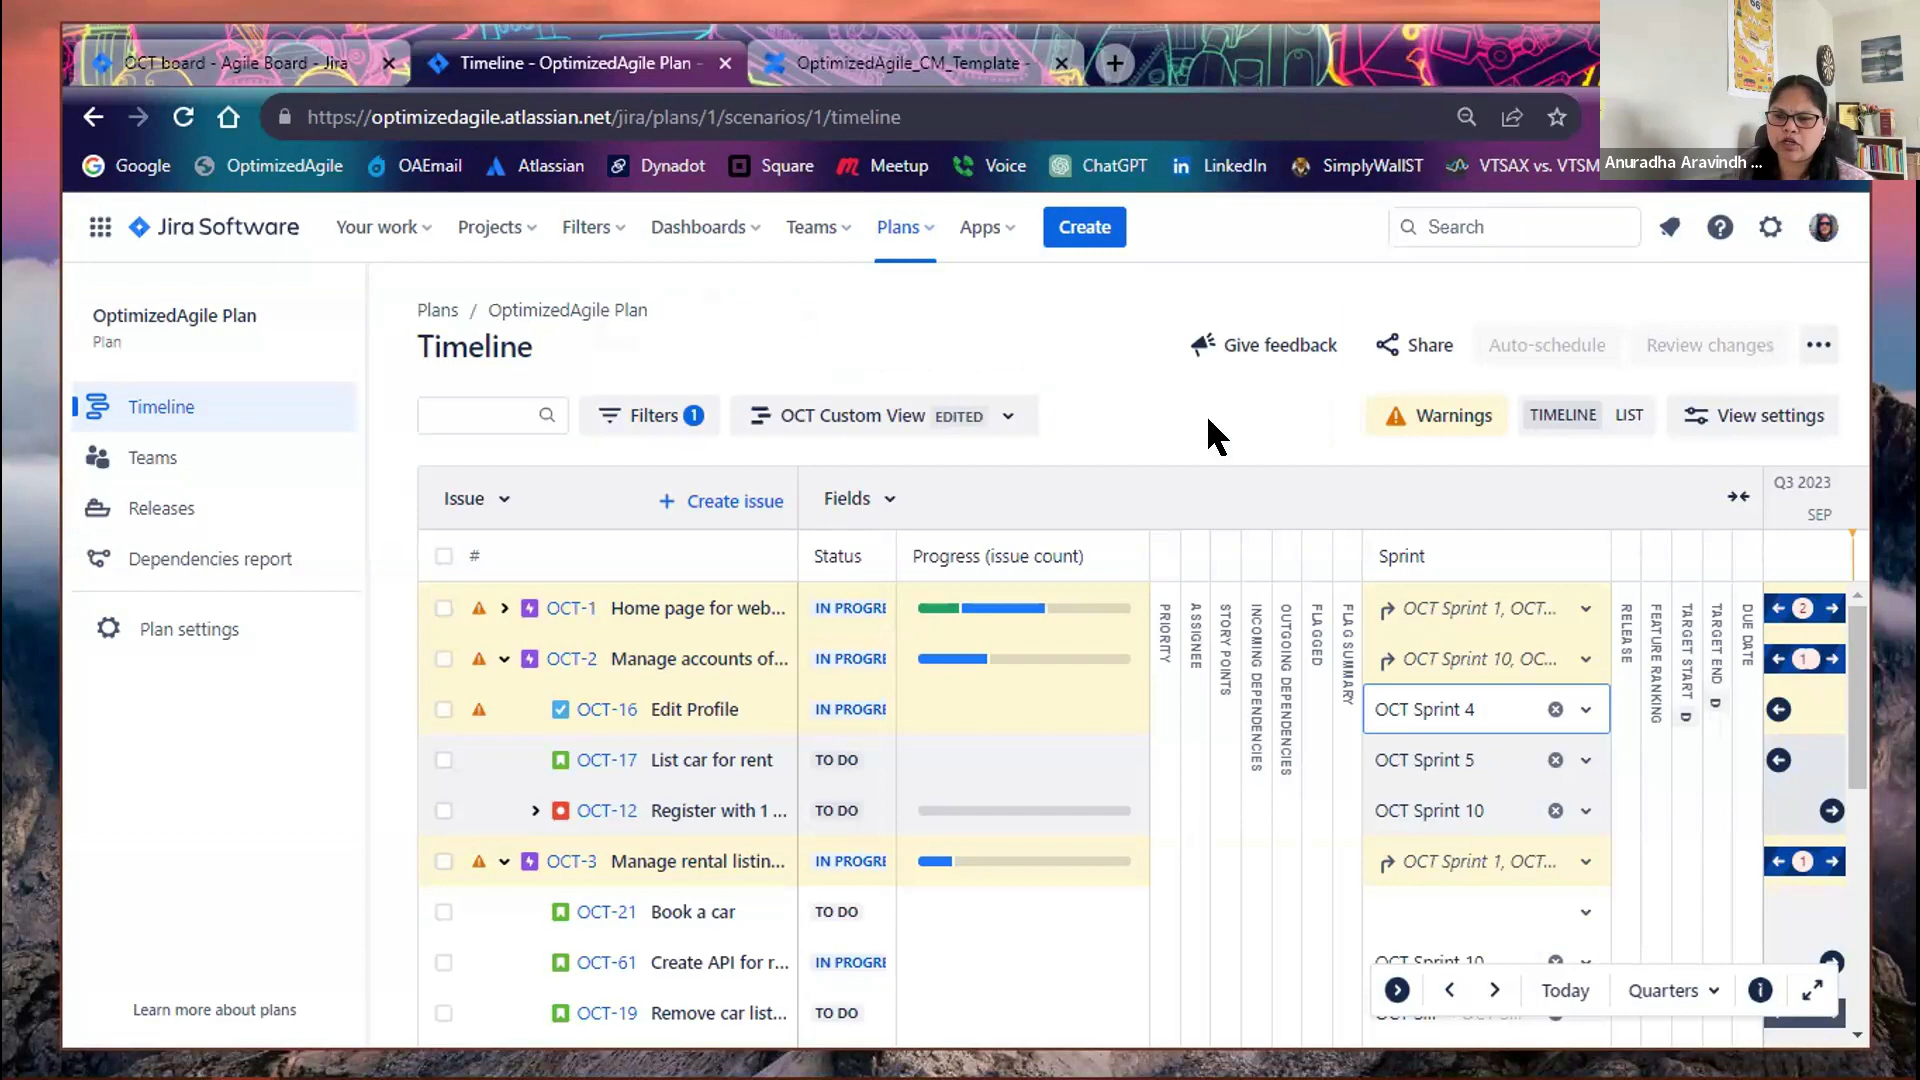 OCT board - Agile Board - Jira
Timeline - OptimizedAgile Plan -
OptimizedAgile_CM_Template -
https://optimizedagile.atlassian.net/jira/plans/1/scenarios/1/timeline
Google
OptimizedAgile
OAEmail
Atlassian
Dynadot
Square
Meetup
Voice
ChatGPT
LinkedIn
SimplyWallST
VTSAX vs. VTSM
Anuradha Aravindh ...
Jira Software
Your work
Projects
Filters
Dashboards
Teams
Plans
Apps
Create
Search
OptimizedAgile Plan
Plan
Timeline
Teams
Releases
Dependencies report
Plan settings
Learn more about plans
Plans / OptimizedAgile Plan
Timeline
Give feedback
Share
Auto-schedule
Review changes
Filters 1
OCT Custom View EDITED
Warnings
TIMELINE
LIST
View settings
Issue
+ Create issue
Fields
Q3 2023
SEP
#
Status
Progress (issue count)
Sprint
PRIORITY
ASSIGNEE
STORY POINTS
INCOMING DEPENDENCIES
OUTGOING DEPENDENCIES
FLAGGED
FLAG SUMMARY
RELEASE
FEATURE RANKING
TARGET START D
TARGET END D
DUE DATE
OCT-1 Home page for web... IN PROGRE OCT Sprint 1, OCT... 2
OCT-2 Manage accounts of... IN PROGRE OCT Sprint 10, OC... 1
OCT-16 Edit Profile IN PROGRE OCT Sprint 4
OCT-17 List car for rent TO DO OCT Sprint 5
OCT-12 Register with 1 ... TO DO OCT Sprint 10
OCT-3 Manage rental listin... IN PROGRE OCT Sprint 1, OCT... 1
OCT-21 Book a car TO DO
OCT-61 Create API for r... IN PROGRE OCT Sprint 10
OCT-19 Remove car list... TO DO
Today
Quarters